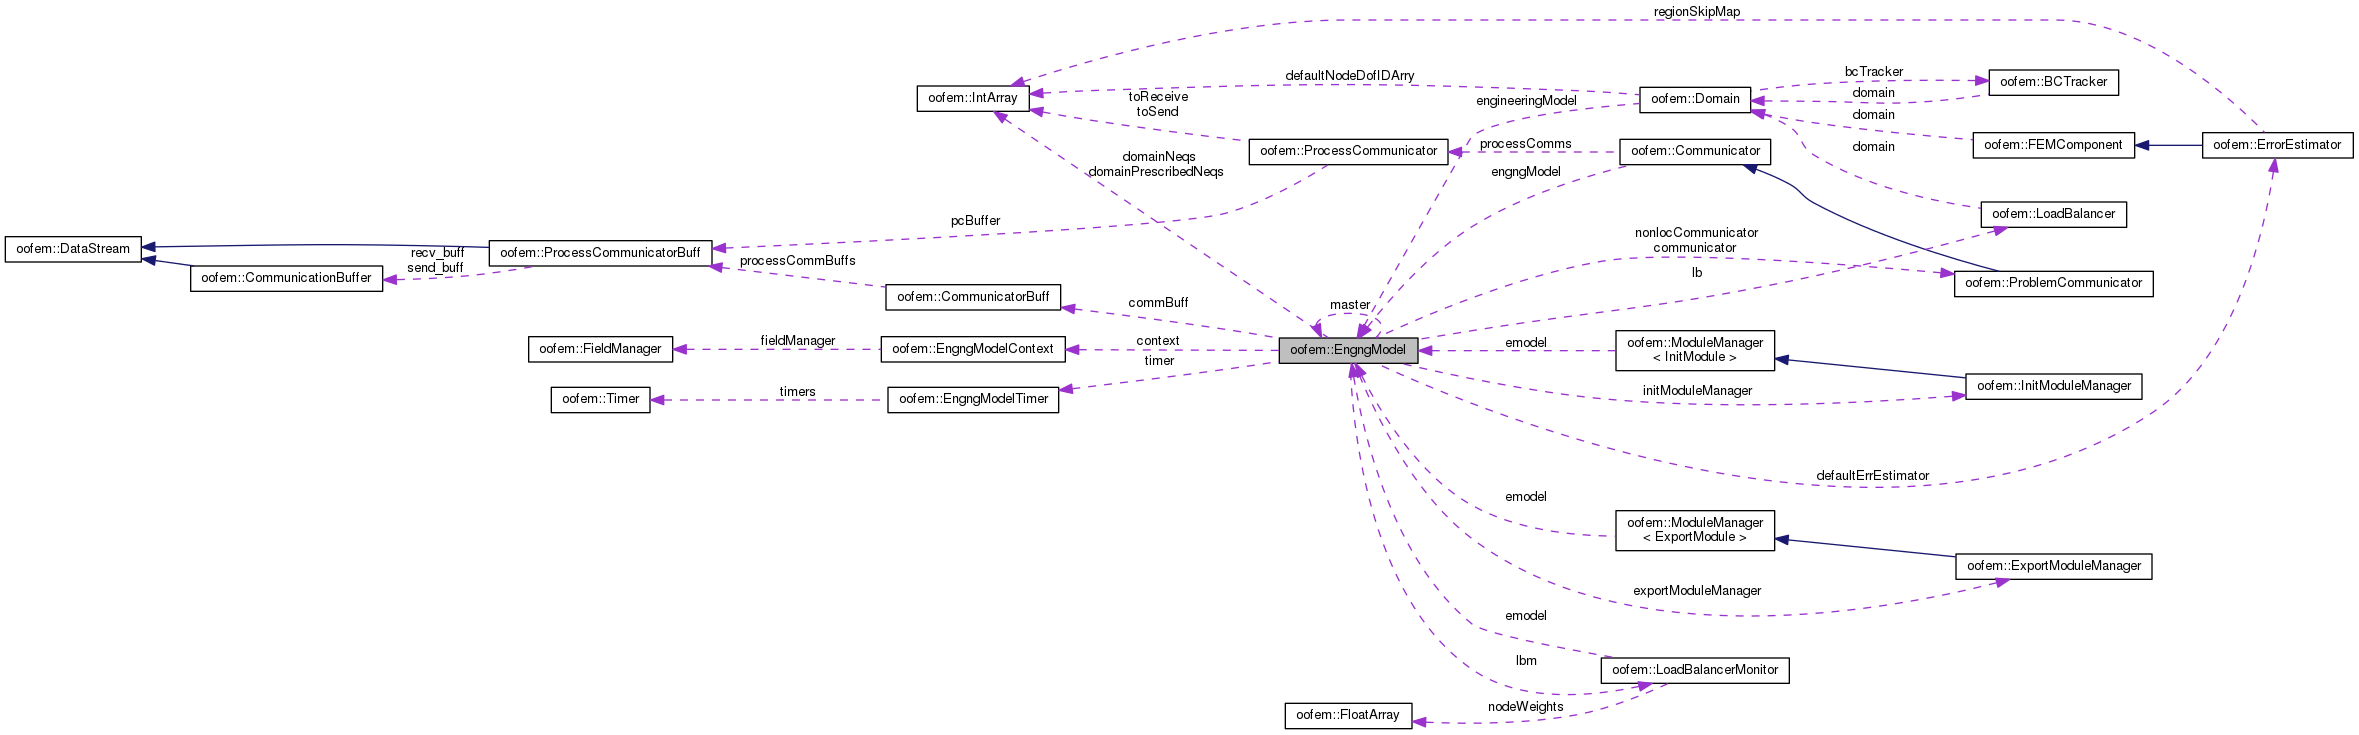 regionSkipMap
defaultNodeDofIDArry
bcTracker
oofem::BCTracker
oofem::IntArray
toReceive
toSend
engineeringModel
oofem::Domain
domain
domain
oofem::ProcessCommunicator
processComms
oofem::Communicator
domain
oofem::FEMComponent
oofem::ErrorEstimator
domainNeqs
domainPrescribedNeqs
engngModel
oofem::LoadBalancer
pcBuffer
nonlocCommunicator
communicator
oofem::DataStream
oofem::ProcessCommunicatorBuff
recv_buff
send_buff
processCommBuffs
oofem::CommunicationBuffer
lb
oofem::ProblemCommunicator
oofem::CommunicatorBuff
commBuff
master
oofem::FieldManager
fieldManager
oofem::EngngModelContext
context
oofem::EngngModel
emodel
oofem::ModuleManager
< InitModule >
timer
oofem::InitModuleManager
initModuleManager
oofem::Timer
timers
oofem::EngngModelTimer
defaultErrEstimator
emodel
oofem::ModuleManager
< ExportModule >
oofem::ExportModuleManager
exportModuleManager
emodel
lbm
oofem::LoadBalancerMonitor
nodeWeights
oofem::FloatArray